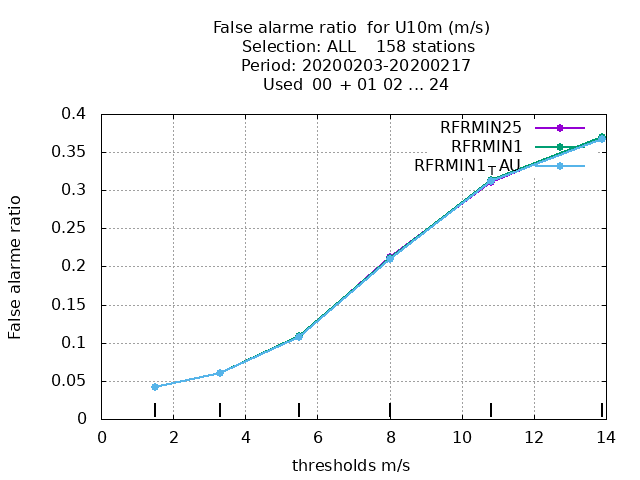 False alarme ratio for U10m (m/s)
Selection: ALL 158 stations
Period: 20200203-20200217
Used 00 + 01 02 ... 24
0.4
0.35
0.3
0.25
0.2
0.15
0.1
0.05
0
False alarme ratio
RFRMIN25
RFRMIN1
RFRMIN1_AU
0 2 4 6 8 10 12 14
thresholds m/s